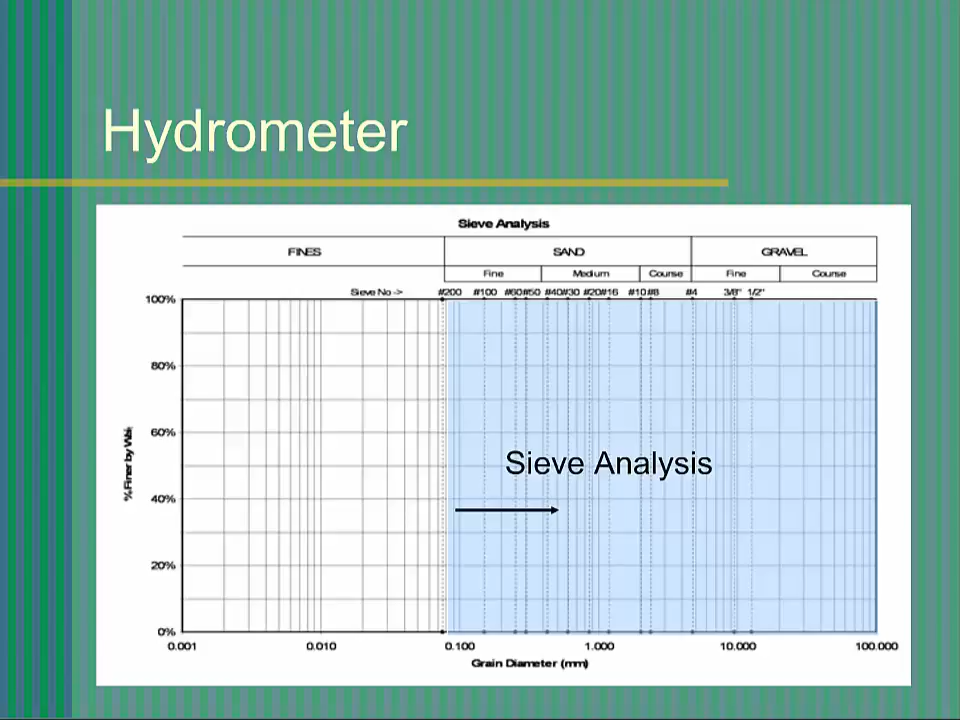 Hydrometer
Sieve Analysis
FINES SAND GRAVEL
Fine Medium Course Fine Course
Sieve No -> #200 #100 #60 #50 #40 #30 #20 #16 #10 #8 #4 3/8" 1/2"
100%
80%
60%
% Finer by
Sieve Analysis
40%
20%
0%
0.001 0.010 0.100 1.000 10.000 100.000
Grain Diameter (mm)